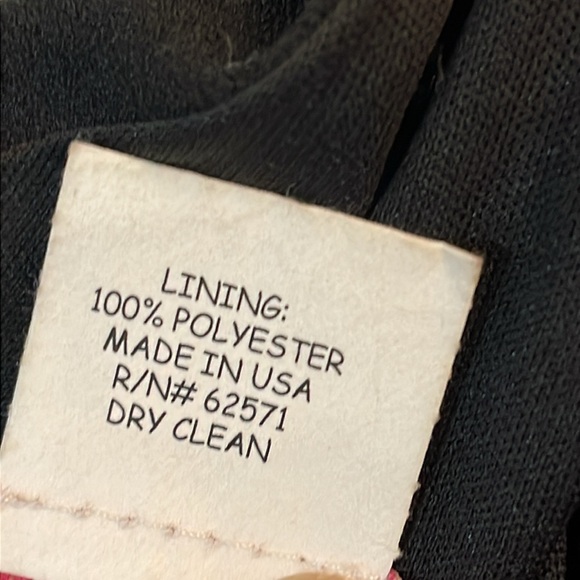 LINING:
100% POLYESTER
MADE IN USA
R/N# 62571
DRY CLEAN